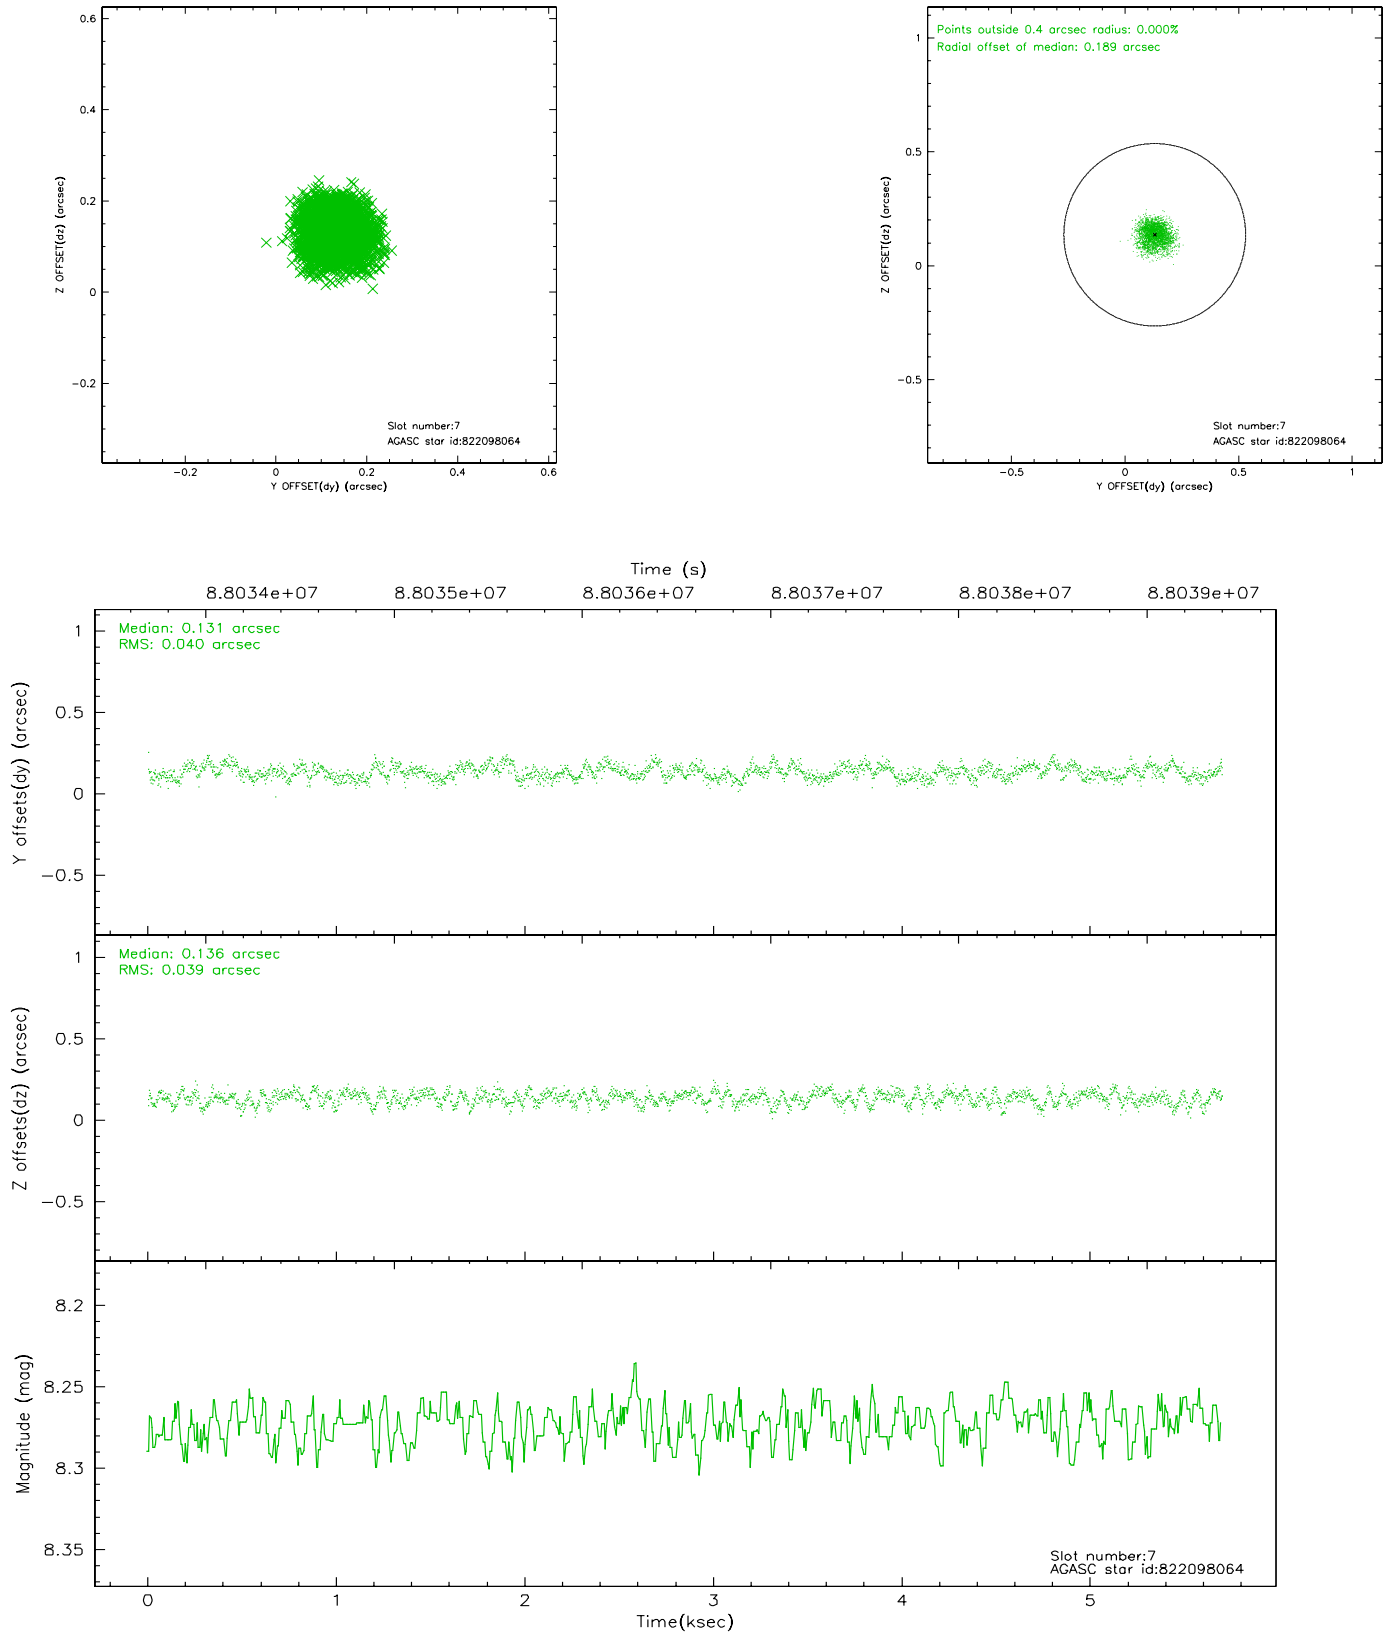 0.6
0.4
0.2
0
−0.2
Z OFFSET(dz) (arcsec)
Slot number:7
AGASC star id:822098064
−0.2 0 0.2 0.4 0.6
Y OFFSET(dy) (arcsec)
Points outside 0.4 arcsec radius: 0.000%
Radial offset of median: 0.189 arcsec
1
0.5
0
−0.5
Z OFFSET(dz) (arcsec)
Slot number:7
AGASC star id:822098064
−0.5 0 0.5 1
Y OFFSET(dy) (arcsec)
Time (s)
8.8034e+07 8.8035e+07 8.8036e+07 8.8037e+07 8.8038e+07 8.8039e+07
Median: 0.131 arcsec
RMS: 0.040 arcsec
1
0.5
0
−0.5
Y offsets(dy) (arcsec)
Median: 0.136 arcsec
RMS: 0.039 arcsec
1
0.5
0
−0.5
Z offsets(dz) (arcsec)
8.2
8.25
8.3
8.35
Magnitude (mag)
Slot number:7
AGASC star id:822098064
0 1 2 3 4 5
Time(ksec)